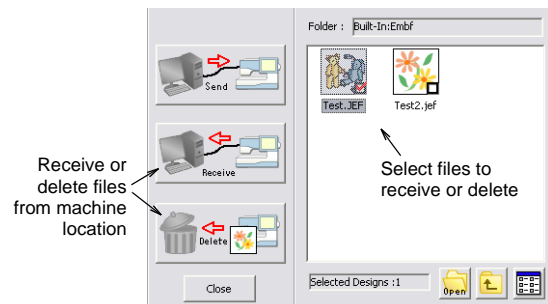 Folder : Built-In:Embf
Send
Test.JEF Test2.jef
Receive
Receive or
delete files
from machine
location
Select files to
receive or delete
Delete
Close
Selected Designs :1
Open